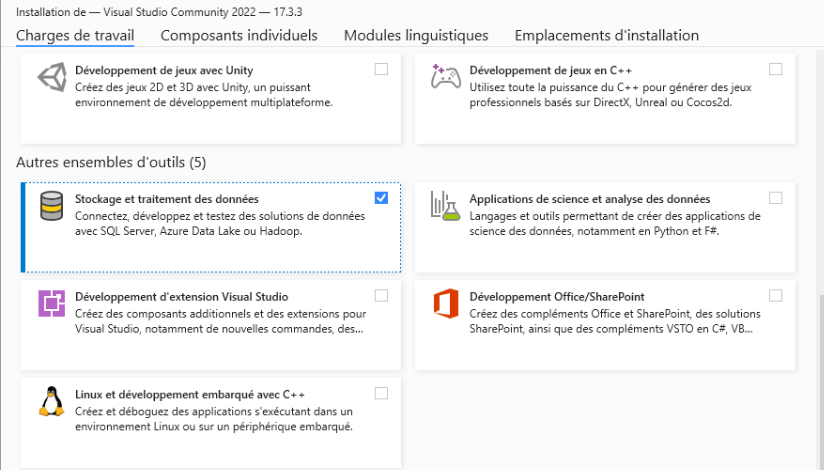 Installation de — Visual Studio Community 2022 — 17.3.3
Charges de travail Composants individuels Modules linguistiques Emplacements d'installation
Développement de jeux avec Unity
Créez des jeux 2D et 3D avec Unity, un puissant
environnement de développement multiplateforme.
Développement de jeux en C++
Utilisez toute la puissance du C++ pour générer des jeux
professionnels basés sur DirectX, Unreal ou Cocos2d.
Autres ensembles d'outils (5)
Stockage et traitement des données
Connectez, développez et testez des solutions de données
avec SQL Server, Azure Data Lake ou Hadoop.
Applications de science et analyse des données
Langages et outils permettant de créer des applications de
science des données, notamment en Python et F#.
Développement d'extension Visual Studio
Créez des composants additionnels et des extensions pour
Visual Studio, notamment de nouvelles commandes, des...
Développement Office/SharePoint
Créez des compléments Office et SharePoint, des solutions
SharePoint, ainsi que des compléments VSTO en C#, VB...
Linux et développement embarqué avec C++
Créez et déboguez des applications s'exécutant dans un
environnement Linux ou sur un périphérique embarqué.